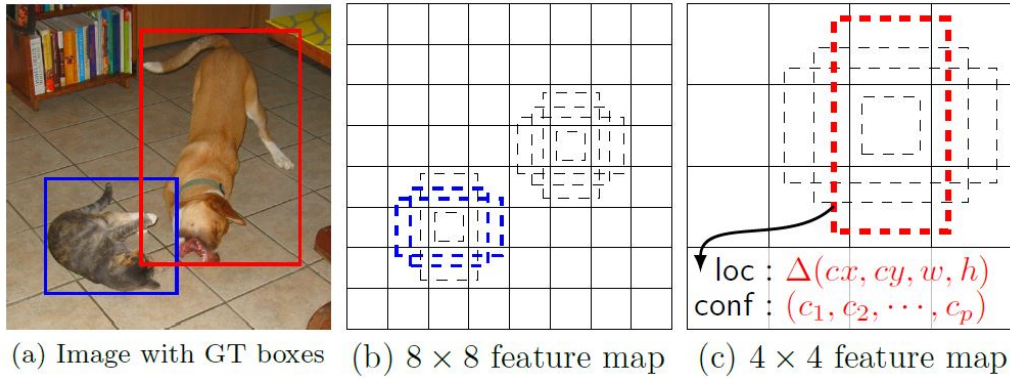 loc : Δ(cx, cy, w, h)
conf : (c₁, c₂, ⋯, cₚ)
(a) Image with GT boxes
(b) 8 × 8 feature map
(c) 4 × 4 feature map